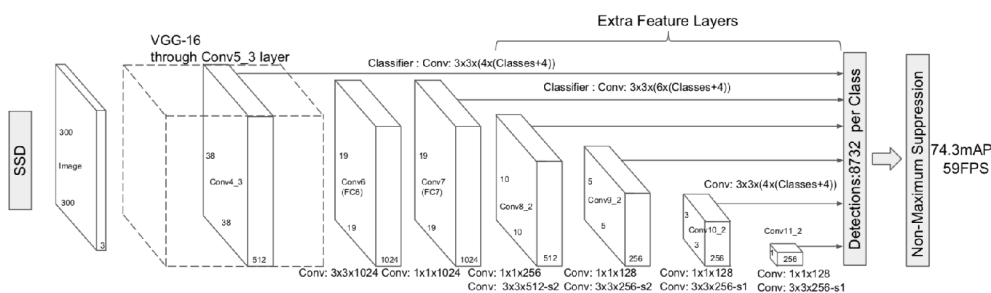 Extra Feature Layers
VGG-16
through Conv5_3 layer
Classifier : Conv: 3x3x(4x(Classes+4))
Classifier : Conv: 3x3x(6x(Classes+4))
SSD
300
Image
300
3
38
Conv4_3
38
512
19
Conv6
(FC6)
19
1024
19
Conv7
(FC7)
19
1024
10
Conv8_2
10
512
5
Conv9_2
5
256
Conv: 3x3x(4x(Classes+4))
3
Conv10_2
3
256
Conv11_2
1
256
Detections:8732 per Class
Non-Maximum Suppression
74.3mAP
59FPS
Conv: 3x3x1024
Conv: 1x1x1024
Conv: 1x1x256
Conv: 3x3x512-s2
Conv: 1x1x128
Conv: 3x3x256-s2
Conv: 1x1x128
Conv: 3x3x256-s1
Conv: 1x1x128
Conv: 3x3x256-s1